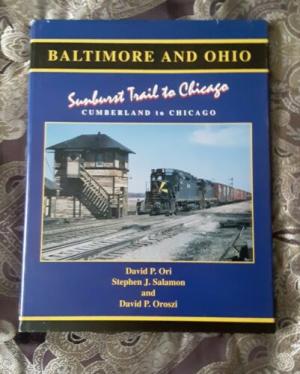 BALTIMORE AND OHIO
Sunburst Trail to Chicago
CUMBERLAND to CHICAGO
David P. Ori
Stephen J. Salamon
and
David P. Oroszi